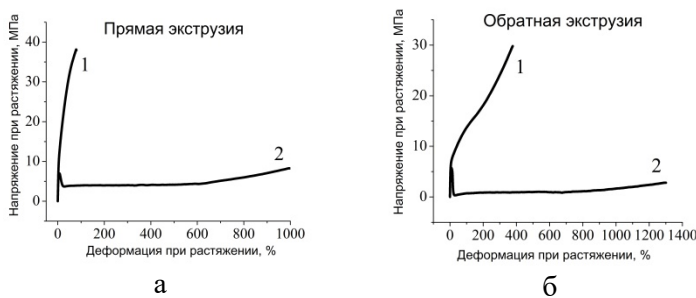 Прямая экструзия
Напряжение при растяжении, МПа
40
30
20
10
0
1
2
0 200 400 600 800 1000
Деформация при растяжении, %
а
Обратная экструзия
Напряжение при растяжении, МПа
30
20
10
0
1
2
0 200 400 600 800 1000 1200 1400
Деформация при растяжении, %
б